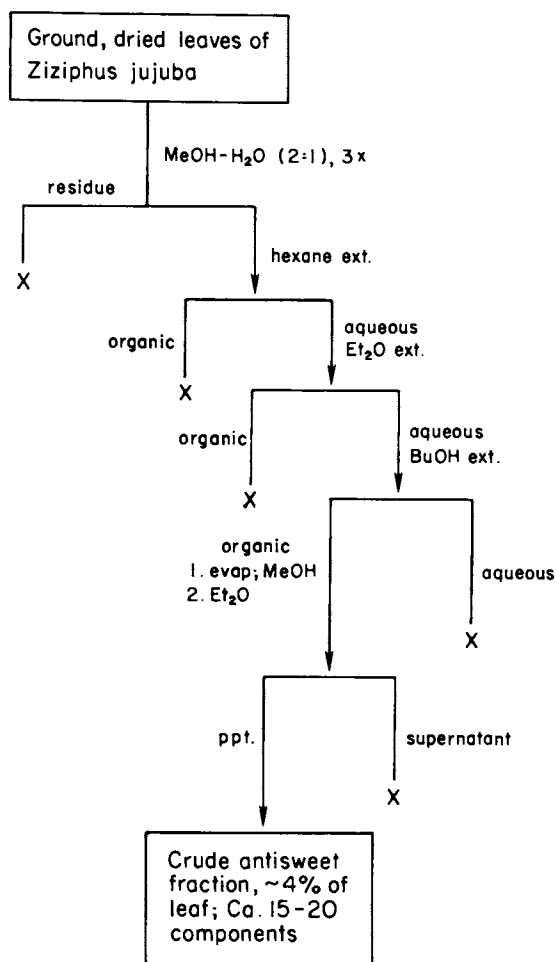 Ground, dried leaves of
Ziziphus jujuba
MeOH-H₂O (2:1), 3x
residue
X
hexane ext.
organic
X
aqueous
Et₂O ext.
organic
X
aqueous
BuOH ext.
organic
1. evap; MeOH
2. Et₂O
aqueous
X
ppt.
supernatant
X
Crude antisweet
fraction, ~4% of
leaf; Ca. 15-20
components